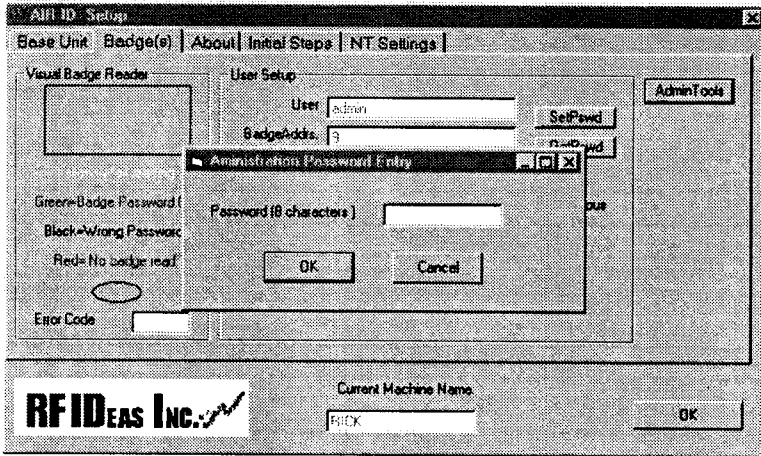 AIR ID Setup
Base Unit Badge(s) About Initial Steps NT Settings
Visual Badge Reader
User Setup
AdminTools
User admin
SetPswd
BadgeAddrs. 9
Aministration Password Entry
Green=Badge Password
Password (8 characters )
Black=Wrong Password
Red= No badge read
OK Cancel
Error Code
RF IDEAS INC.
Current Machine Name
RICK
OK